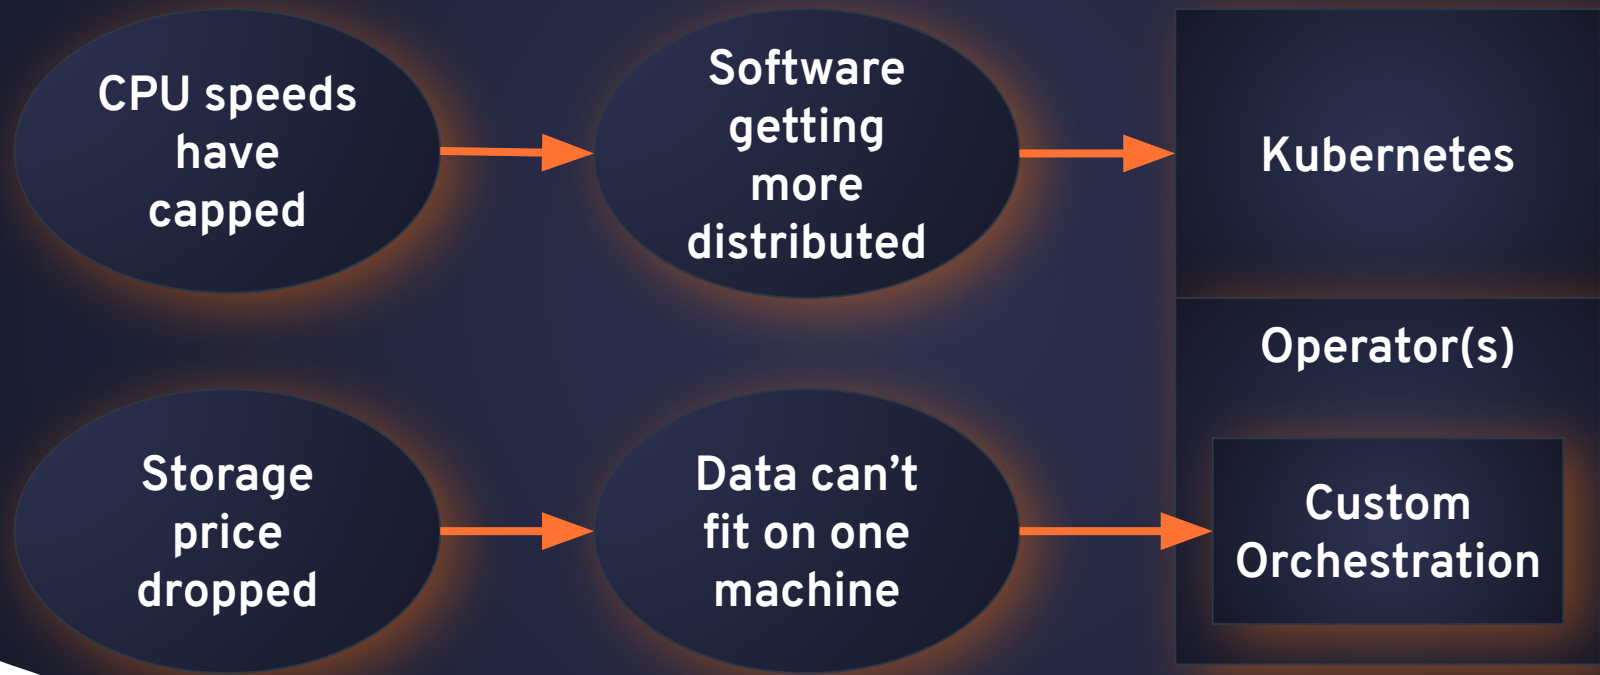 CPU speeds
have
capped
Software
getting
more
distributed
Kubernetes
Operator(s)
Storage
price
dropped
Data can’t
fit on one
machine
Custom
Orchestration